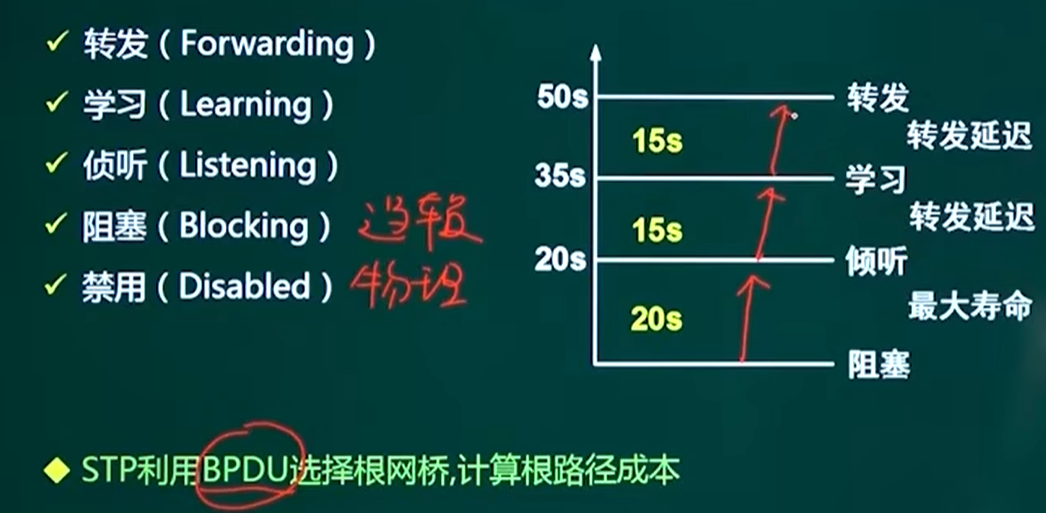 ✓ 转发（Forwarding）
✓ 学习（Learning）
✓ 侦听（Listening）
✓ 阻塞（Blocking） 逻辑
✓ 禁用（Disabled） 物理
50s 转发
15s 转发延迟
35s 学习
15s 转发延迟
20s 倾听
20s 最大寿命
阻塞
◆ STP利用BPDU选择根网桥,计算根路径成本